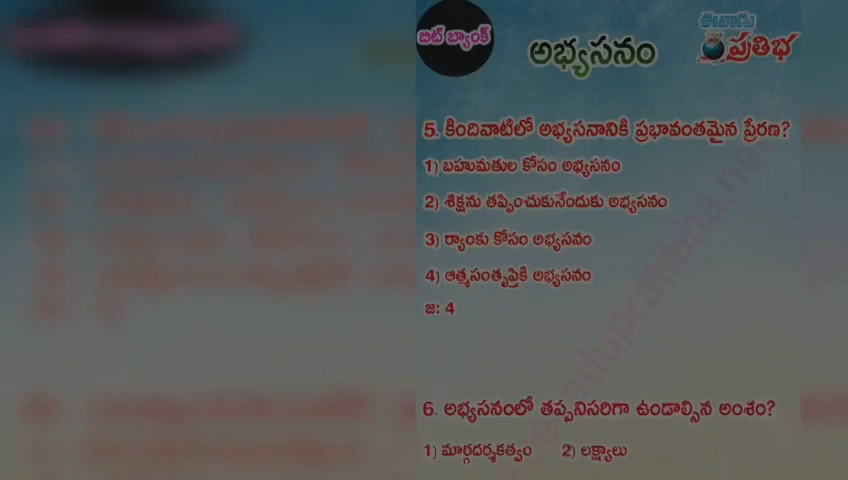 బిట్ బ్యాంక్
అభ్యసనం
ఈనాడు
ప్రతిభ
5. కిందివాటిలో అభ్యసనానికి ప్రభావంతమైన ప్రేరణ?
1) బహుమతుల కోసం అభ్యసనం
2) శిక్షను తప్పించుకునేందుకు అభ్యసనం
3) ర్యాంకు కోసం అభ్యసనం
4) ఆత్మసంతృప్తికి అభ్యసనం
జ: 4
6. అభ్యసనంలో తప్పనిసరిగా ఉండాల్సిన అంశం?
1) మార్గదర్శకత్వం 2) లక్ష్యాలు